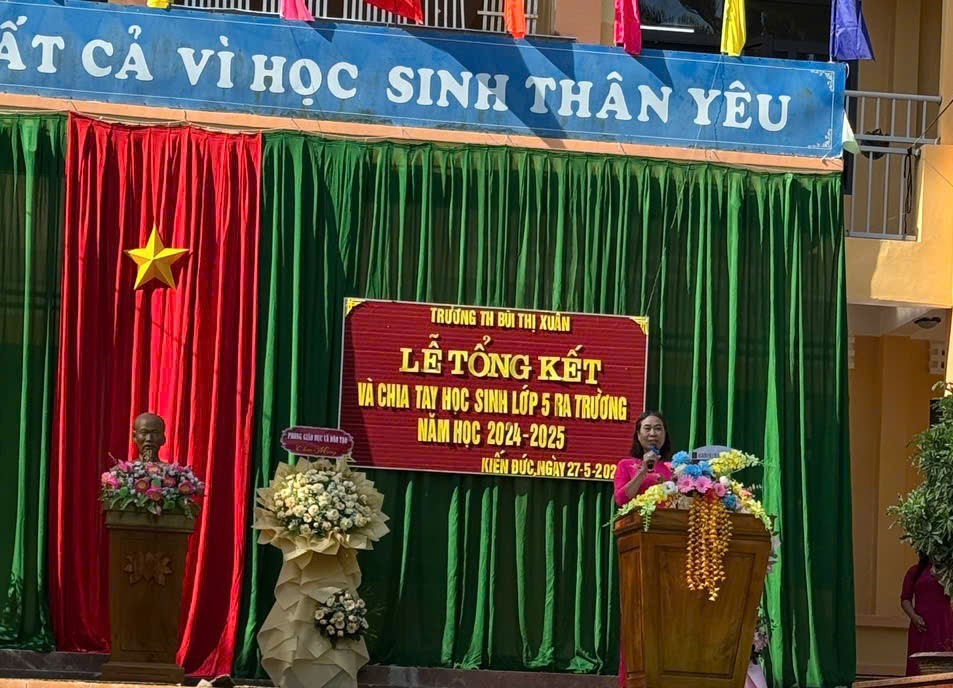 ẤT CẢ VÌ HỌC SINH THÂN YÊU
TRƯỜNG TH BÙI THỊ XUÂN
LỄ TỔNG KẾT
VÀ CHIA TAY HỌC SINH LỚP 5 RA TRƯỜNG
NĂM HỌC 2024-2025
KIẾN ĐỨC, NGÀY 27-5-202
PHÒNG GIÁO DỤC VÀ ĐÀO TẠO
Chúc Mừng